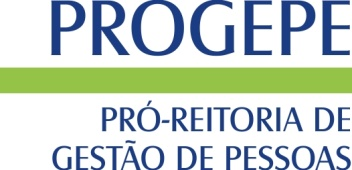 PROGEPE
PRÓ-REITORIA DE
GESTÃO DE PESSOAS